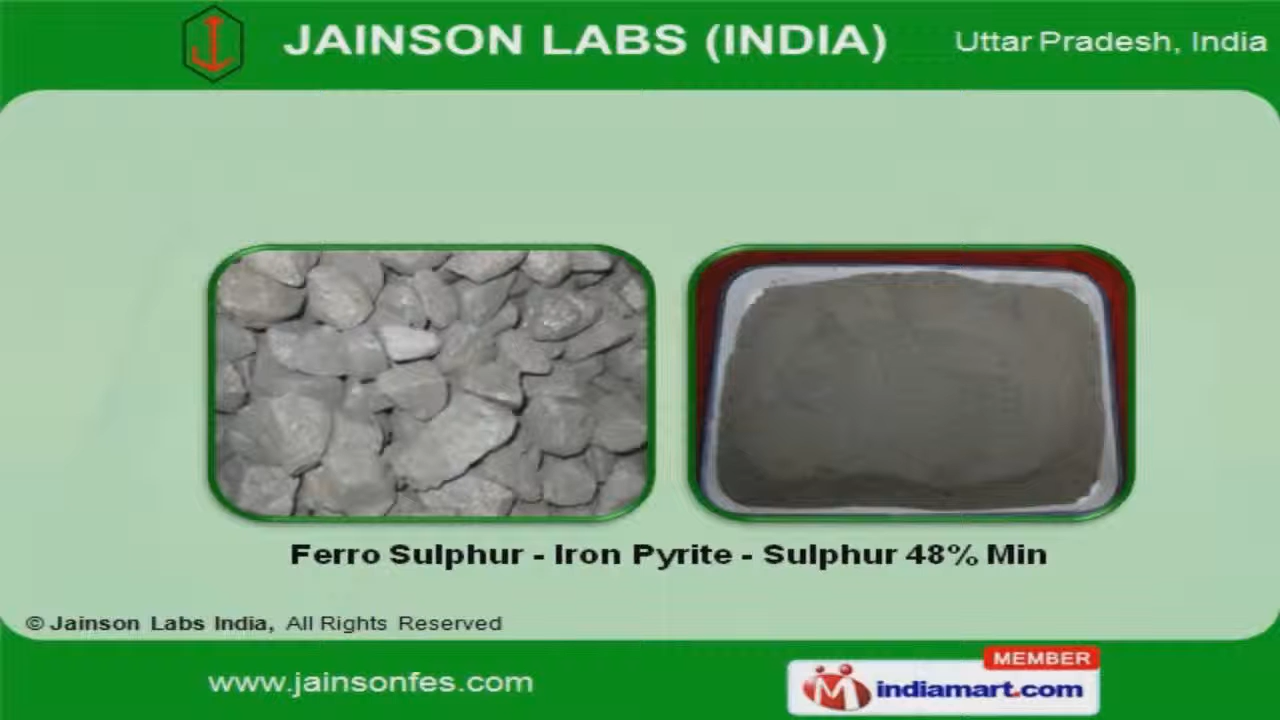 JAINSON LABS (INDIA)
Uttar Pradesh, India
Ferro Sulphur - Iron Pyrite - Sulphur 48% Min
© Jainson Labs India, All Rights Reserved
www.jainsonfes.com
MEMBER
indiamart.com